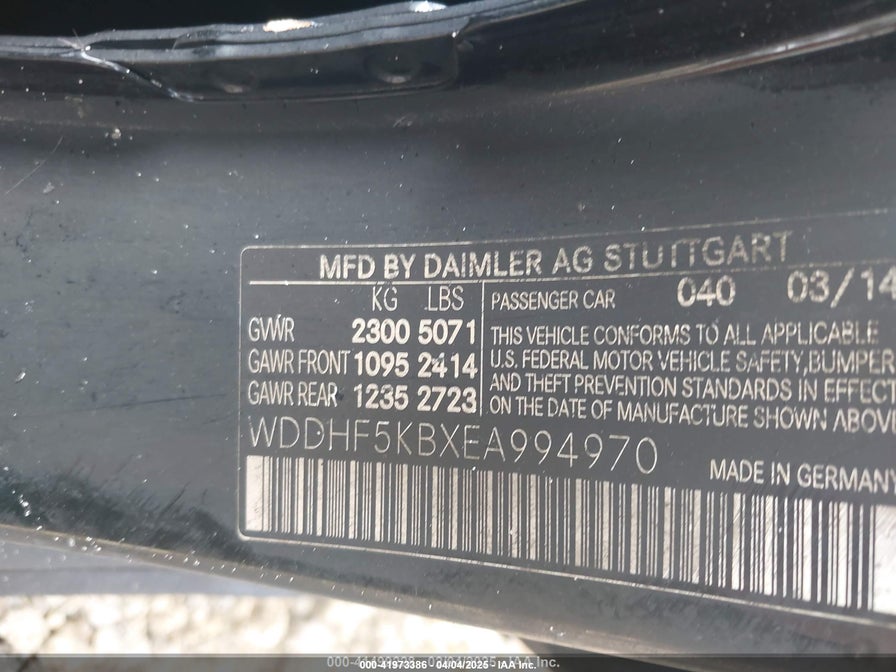 MFD BY DAIMLER AG STUTTGART
KG LBS
GVWR 2300 5071
GAWR FRONT 1095 2414
GAWR REAR 1235 2723
PASSENGER CAR 040 03/14
THIS VEHICLE CONFORMS TO ALL APPLICABLE
U.S. FEDERAL MOTOR VEHICLE SAFETY, BUMPER
AND THEFT PREVENTION STANDARDS IN EFFECT
ON THE DATE OF MANUFACTURE SHOWN ABOVE
WDDHF5KBXEA994970
MADE IN GERMANY
000-41973386 04/04/2025 IAA Inc.